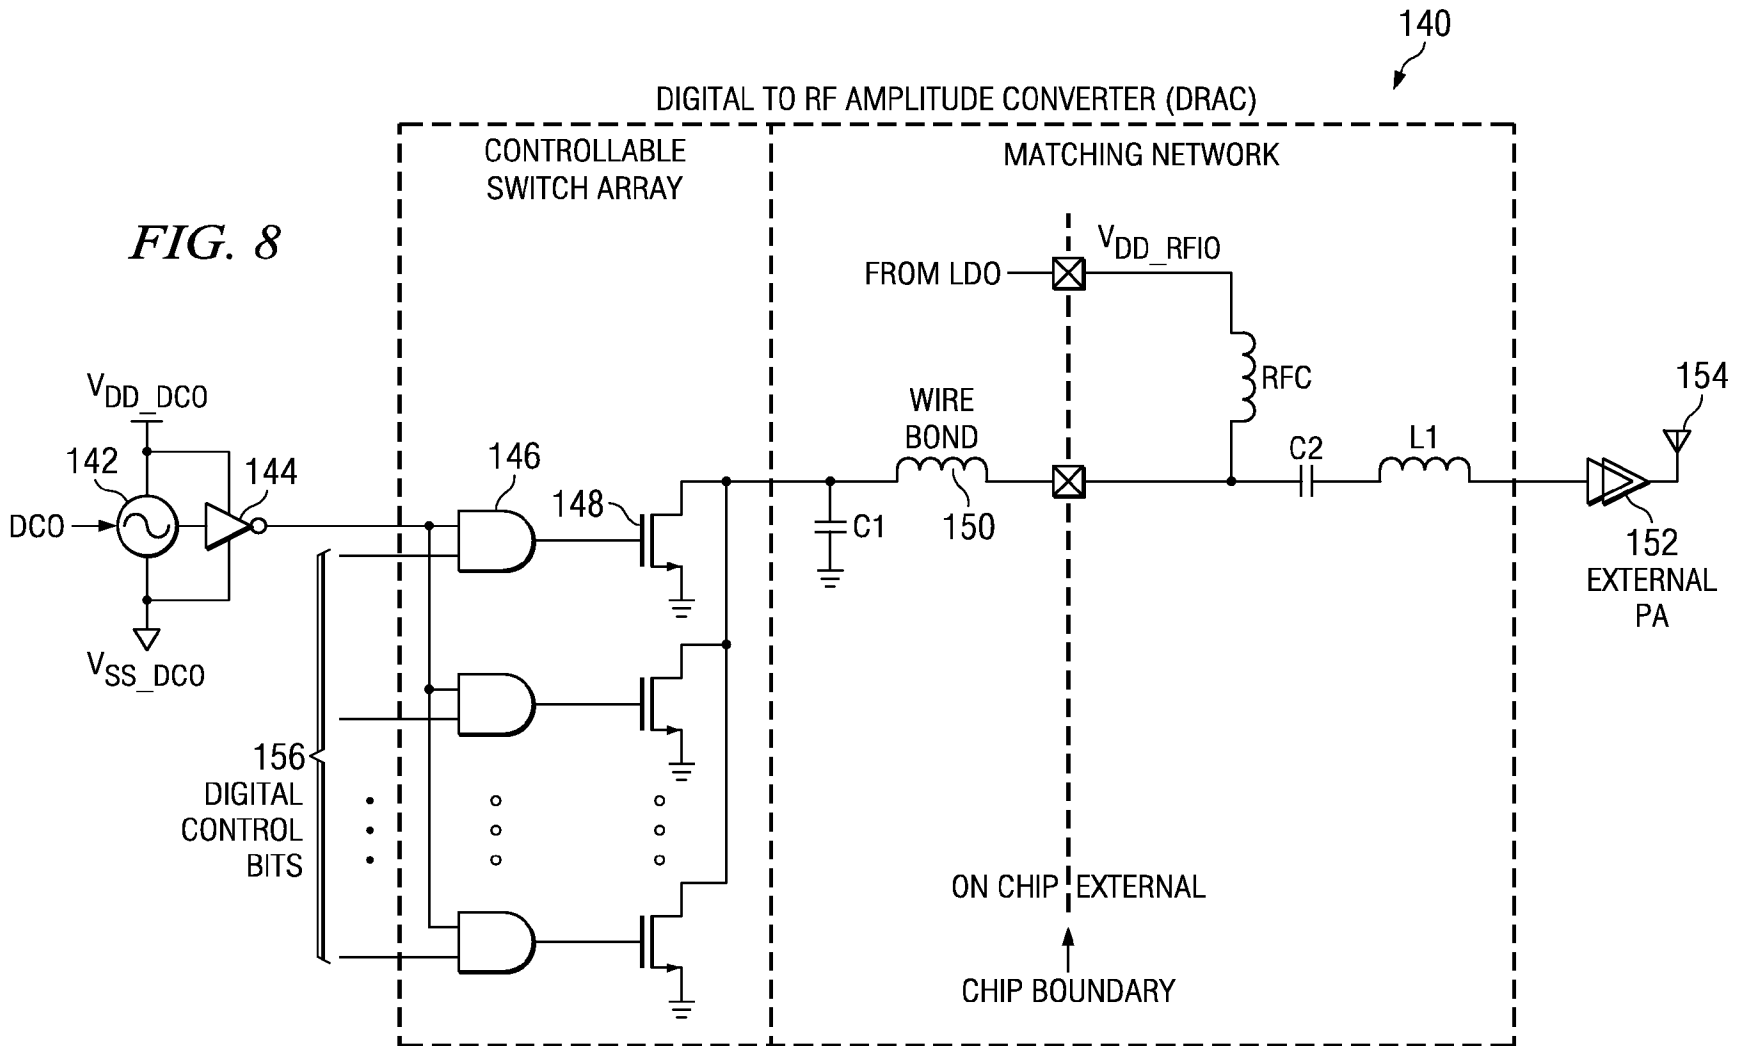 140
DIGITAL TO RF AMPLITUDE CONVERTER (DRAC)
CONTROLLABLE
SWITCH ARRAY
MATCHING NETWORK
FIG. 8
VDD_RFIO
FROM LDO
RFC
154
VDD_DCO
WIRE
BOND
C2
L1
142
144
146
148
150
C1
DCO
152
EXTERNAL
PA
VSS_DCO
156
DIGITAL
CONTROL
BITS
ON CHIP
EXTERNAL
CHIP BOUNDARY